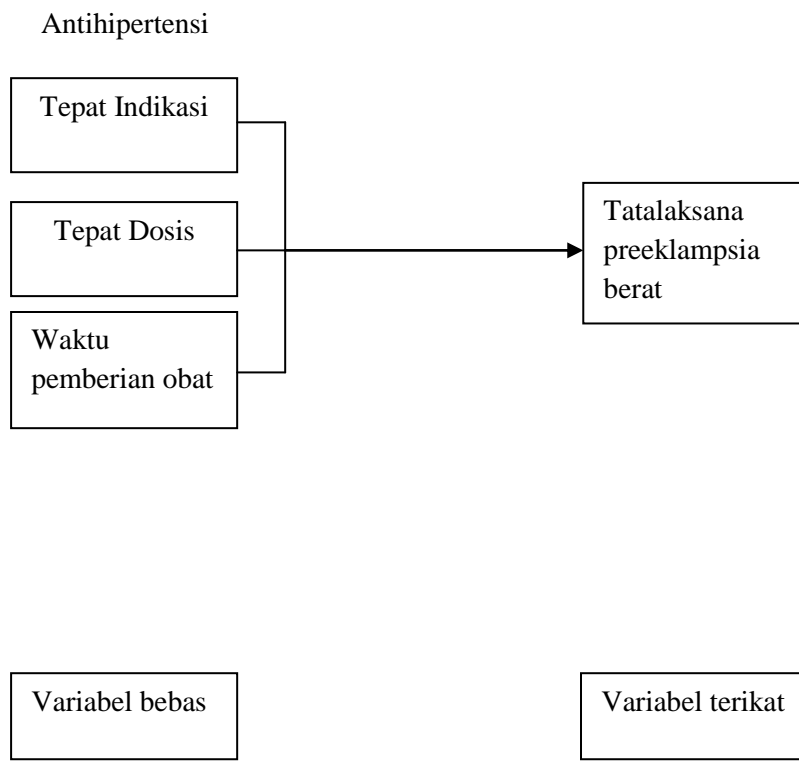 Antihipertensi
Tepat Indikasi
Tepat Dosis
Waktu
pemberian obat
Tatalaksana
preeklampsia
berat
Variabel bebas
Variabel terikat